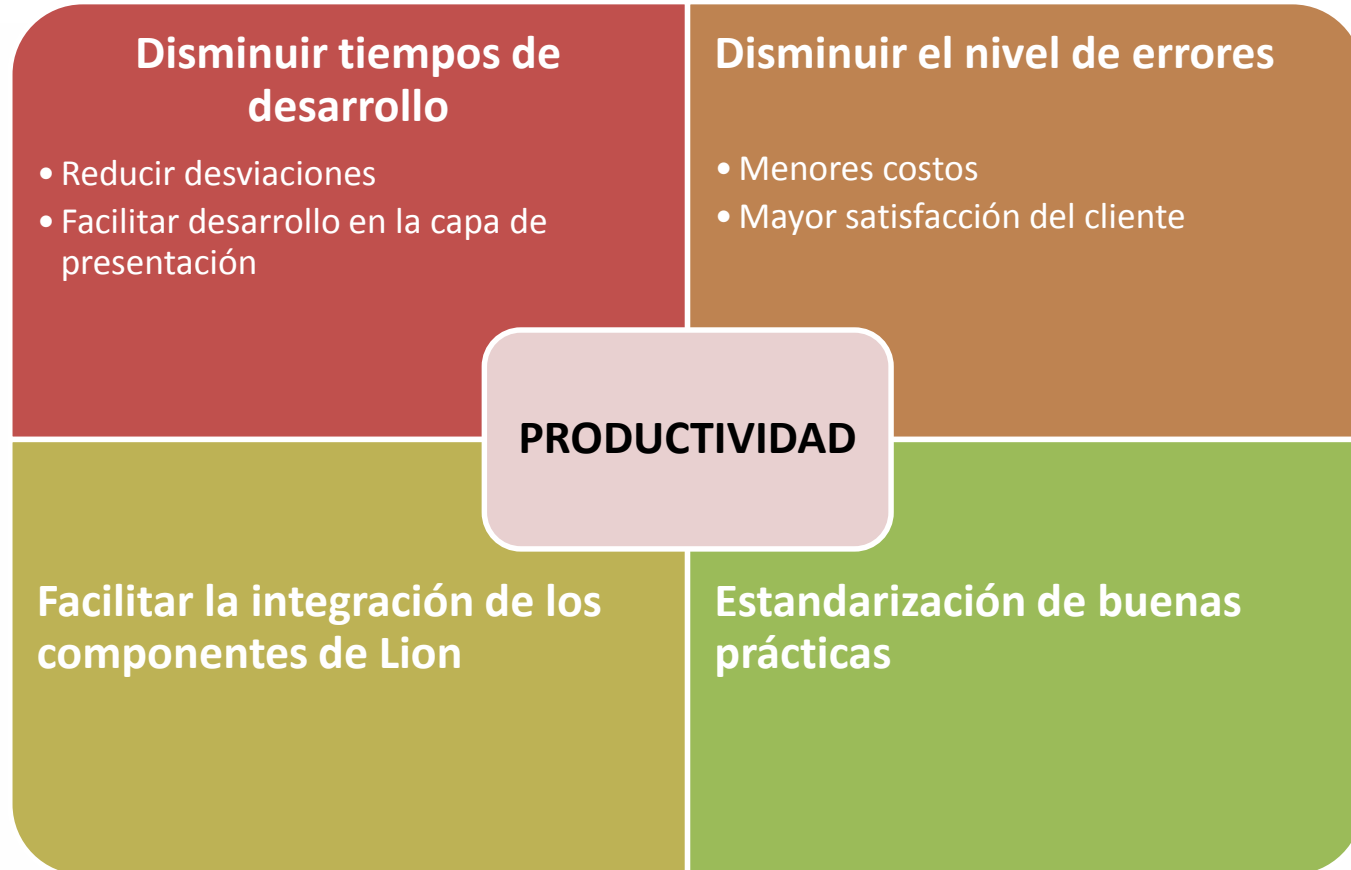 Disminuir tiempos de
desarrollo
• Reducir desviaciones
• Facilitar desarrollo en la capa de
presentación
Disminuir el nivel de errores
• Menores costos
• Mayor satisfacción del cliente
PRODUCTIVIDAD
Facilitar la integración de los
componentes de Lion
Estandarización de buenas
prácticas